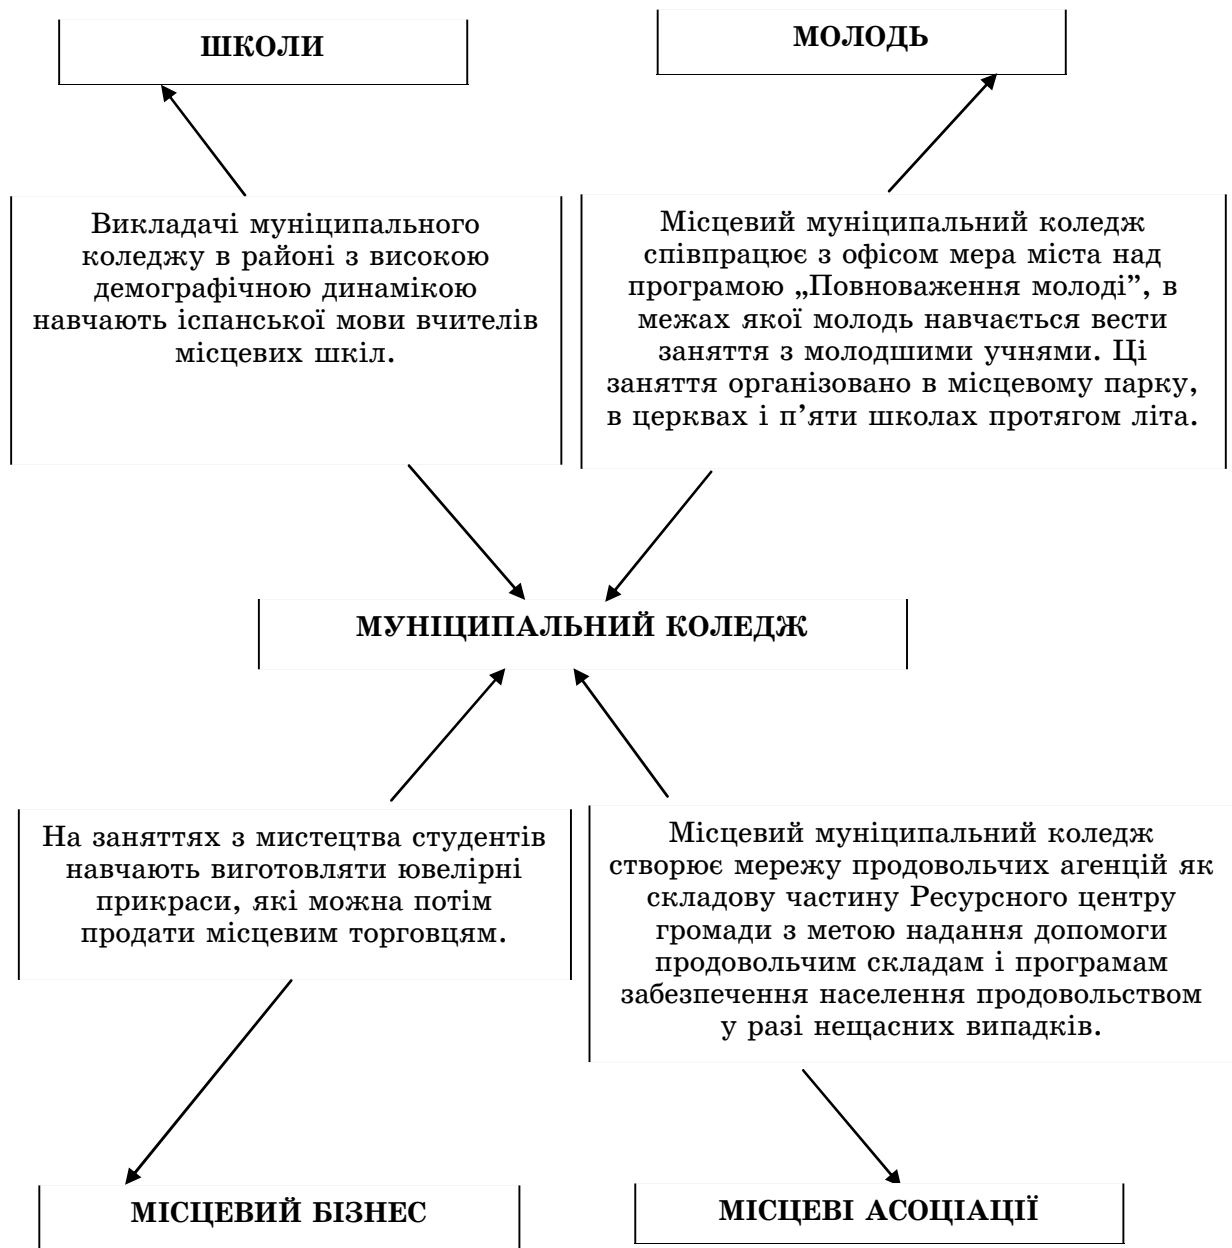 ШКОЛИ
МОЛОДЬ
Викладачі муніципального
коледжу в районі з високою
демографічною динамікою
навчають іспанської мови вчителів
місцевих шкіл.
Місцевий муніципальний коледж
співпрацює з офісом мера міста над
програмою „Повноваження молоді”, в
межах якої молодь навчається вести
заняття з молодшими учнями. Ці
заняття організовано в місцевому парку,
в церквах і п’яти школах протягом літа.
МУНІЦИПАЛЬНИЙ КОЛЕДЖ
На заняттях з мистецтва студентів
навчають виготовляти ювелірні
прикраси, які можна потім
продати місцевим торговцям.
Місцевий муніципальний коледж
створює мережу продовольчих агенцій як
складову частину Ресурсного центру
громади з метою надання допомоги
продовольчим складам і програмам
забезпечення населення продовольством
у разі нещасних випадків.
МІСЦЕВИЙ БІЗНЕС
МІСЦЕВІ АСОЦІАЦІЇ